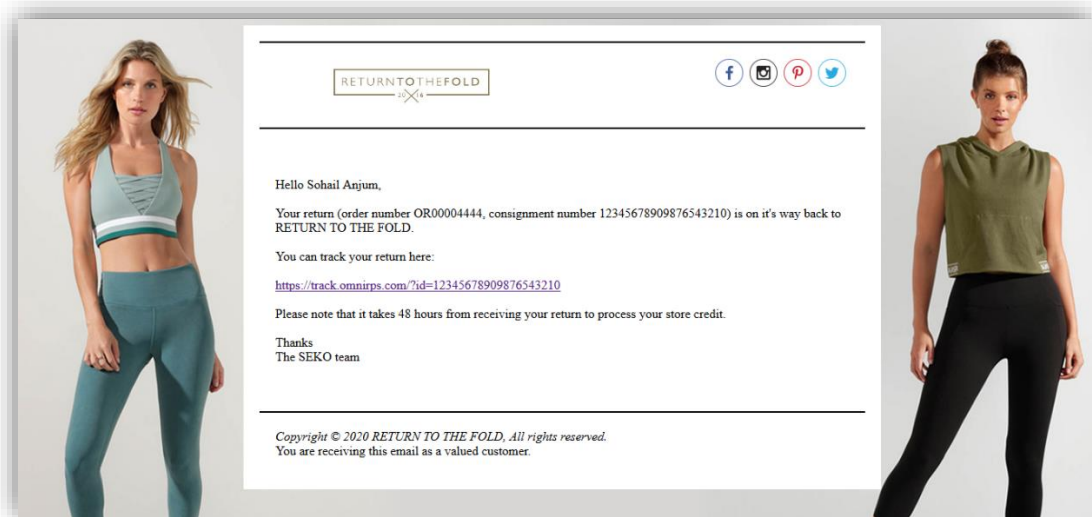 RETURNTOTHEFOLD
2016
Hello Sohail Anjum,
Your return (order number OR00004444, consignment number 12345678909876543210) is on it's way back to
RETURN TO THE FOLD.
You can track your return here:
https://track.omnirps.com/?id=12345678909876543210
Please note that it takes 48 hours from receiving your return to process your store credit.
Thanks
The SEKO team
Copyright © 2020 RETURN TO THE FOLD, All rights reserved.
You are receiving this email as a valued customer.